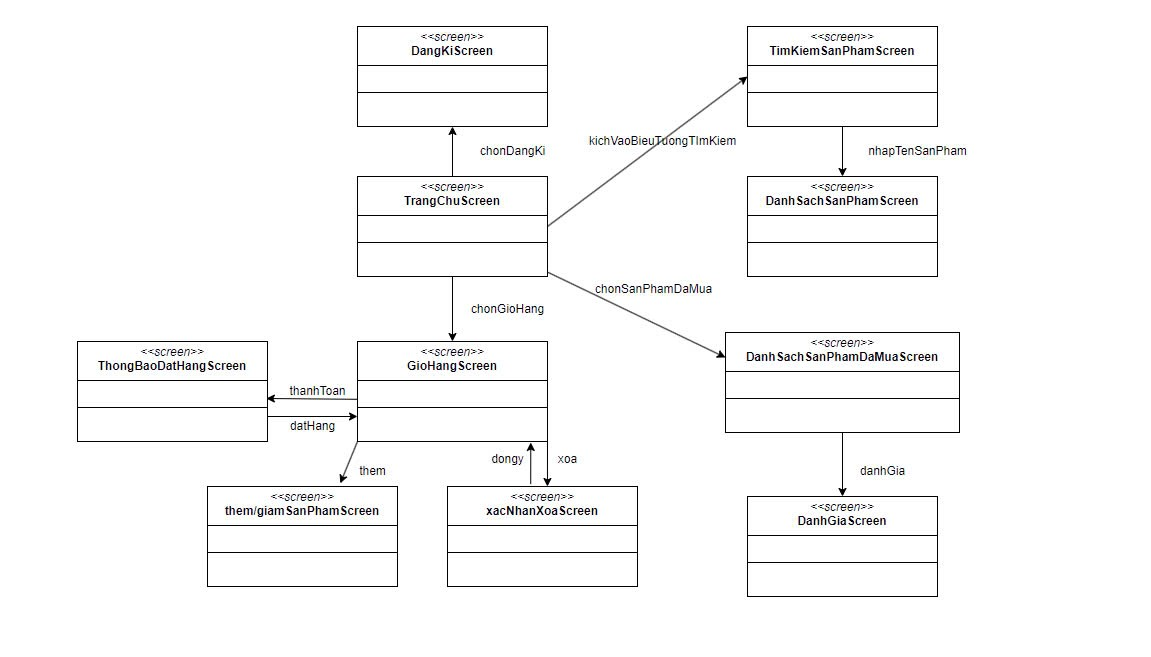 <<screen>>
DangKiScreen
<<screen>>
TimKiemSanPhamScreen
kichVaoBieuTuongTImKiem
chonDangKi
nhapTenSanPham
<<screen>>
TrangChuScreen
<<screen>>
DanhSachSanPhamScreen
chonSanPhamDaMua
chonGioHang
<<screen>>
ThongBaoDatHangScreen
<<screen>>
GioHangScreen
<<screen>>
DanhSachSanPhamDaMuaScreen
thanhToan
datHang
dongy
xoa
them
danhGia
<<screen>>
them/giamSanPhamScreen
<<screen>>
xacNhanXoaScreen
<<screen>>
DanhGiaScreen